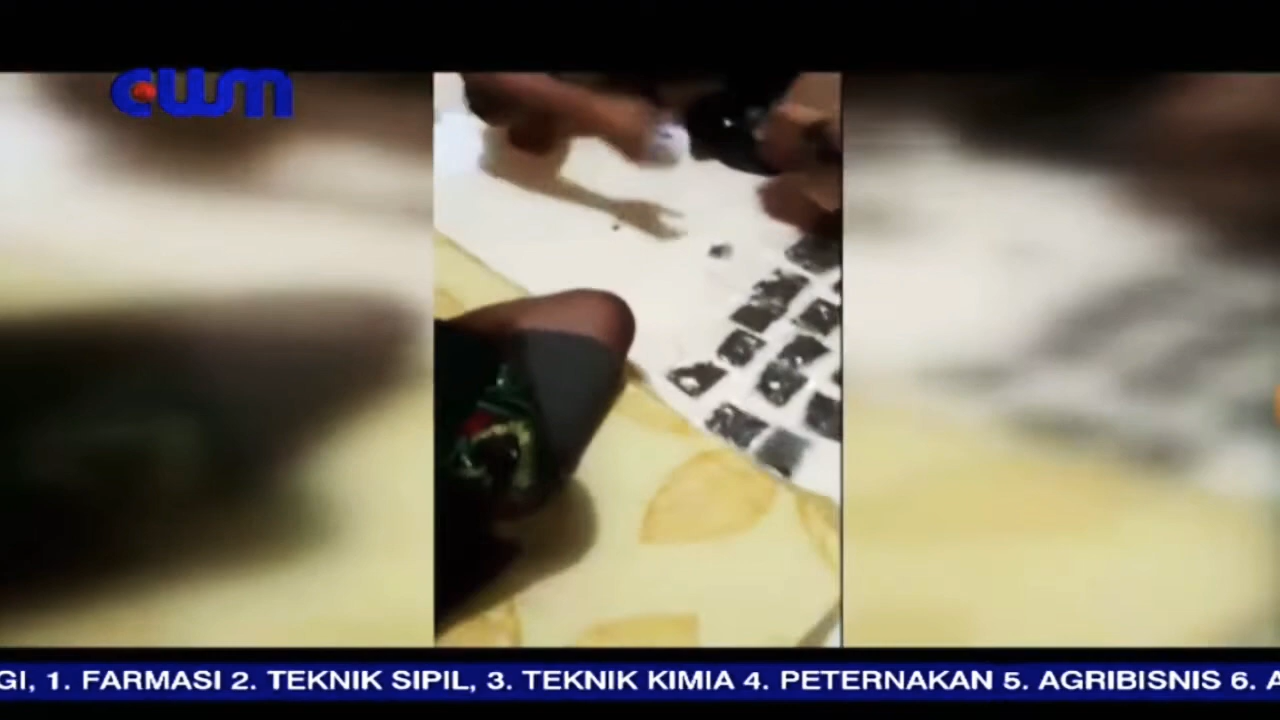 cwm
GI, 1. FARMASI 2. TEKNIK SIPIL, 3. TEKNIK KIMIA 4. PETERNAKAN 5. AGRIBISNIS 6. A